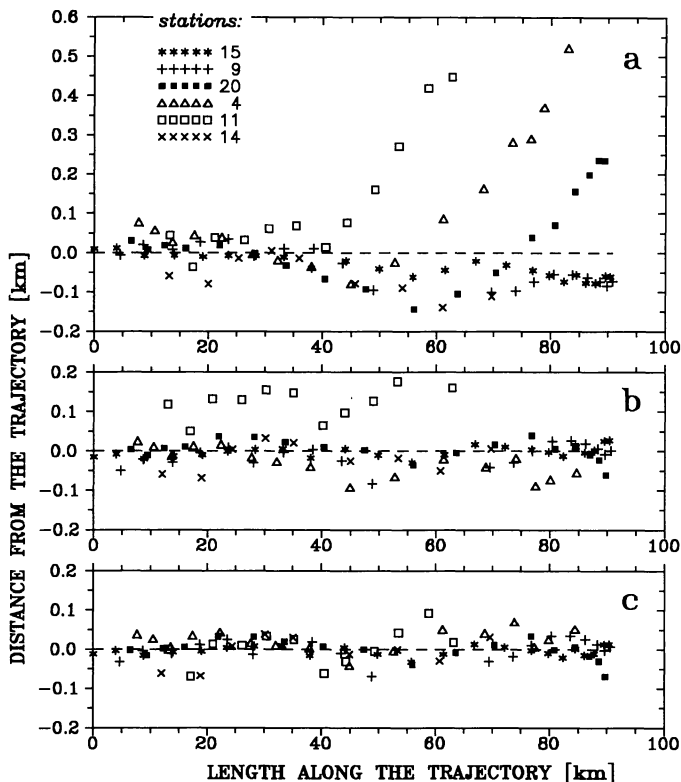 stations:
15
9
20
4
11
14
a
0.6
0.5
0.4
0.3
0.2
0.1
0.0
−0.1
−0.2
0 20 40 60 80 100
b
0.2
0.1
0.0
−0.1
−0.2
0 20 40 60 80 100
c
0.2
0.1
0.0
−0.1
−0.2
0 20 40 60 80 100
DISTANCE FROM THE TRAJECTORY [km]
LENGTH ALONG THE TRAJECTORY [km]